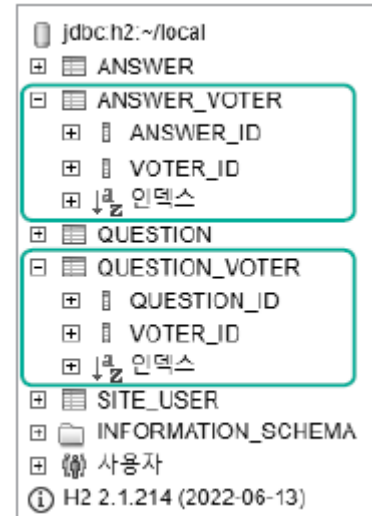 jdbc:h2:~/local
ANSWER
ANSWER_VOTER
ANSWER_ID
VOTER_ID
인덱스
QUESTION
QUESTION_VOTER
QUESTION_ID
VOTER_ID
인덱스
SITE_USER
INFORMATION_SCHEMA
사용자
H2 2.1.214 (2022-06-13)